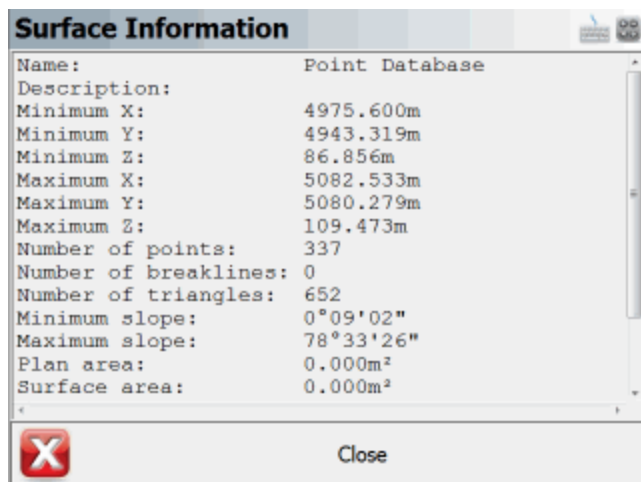 Surface Information
Name: Point Database
Description:
Minimum X: 4975.600m
Minimum Y: 4943.319m
Minimum Z: 86.856m
Maximum X: 5082.533m
Maximum Y: 5080.279m
Maximum Z: 109.473m
Number of points: 337
Number of breaklines: 0
Number of triangles: 652
Minimum slope: 0°09'02"
Maximum slope: 78°33'26"
Plan area: 0.000m²
Surface area: 0.000m²
Close